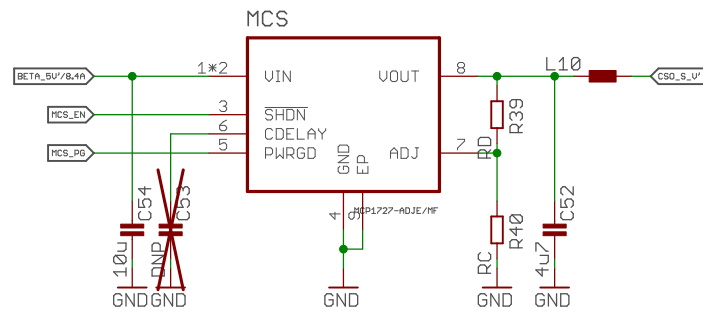 MCS
BETA_5V'/8.4A
1*2
VIN
VOUT
8
L10
CSO_S_V'
MCS_EN
3
SHDN
6
CDELAY
MCS_PG
5
PWRGD
ADJ
7
GND
EP
4
9
MCP1727-ADJE/MF
R39
RD
R40
RC
C54
10u
C53
DNP
C52
4u7
GND
GND
GND
GND
GND